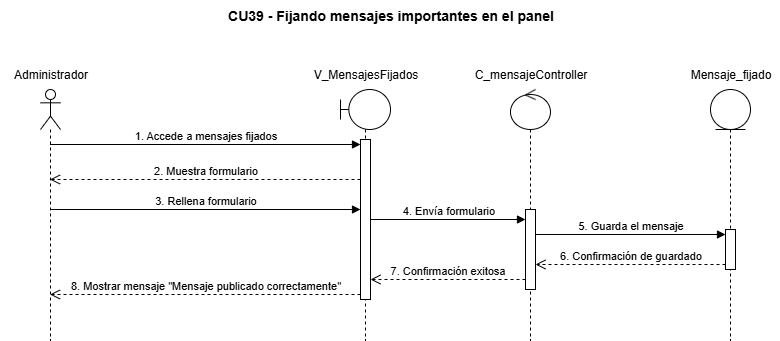 CU39 - Fijando mensajes importantes en el panel
Administrador
V_MensajesFijados
C_mensajeController
Mensaje_fijado
1. Accede a mensajes fijados
2. Muestra formulario
3. Rellena formulario
4. Envía formulario
5. Guarda el mensaje
6. Confirmación de guardado
7. Confirmación exitosa
8. Mostrar mensaje "Mensaje publicado correctamente"